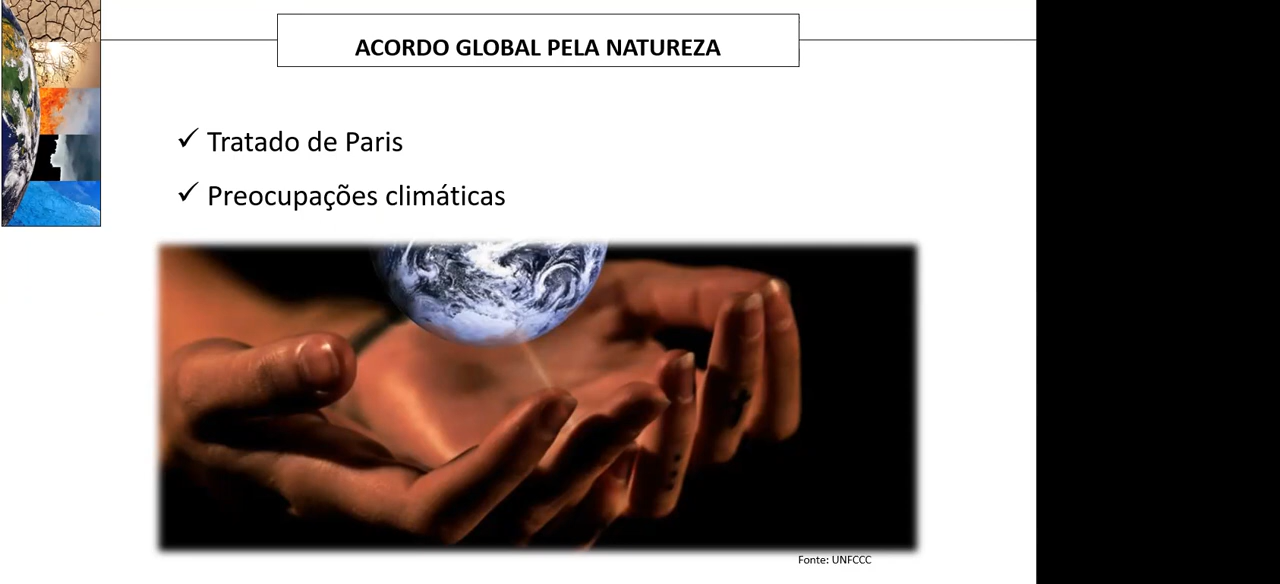 ACORDO GLOBAL PELA NATUREZA
✓ Tratado de Paris
✓ Preocupações climáticas
Fonte: UNFCCC